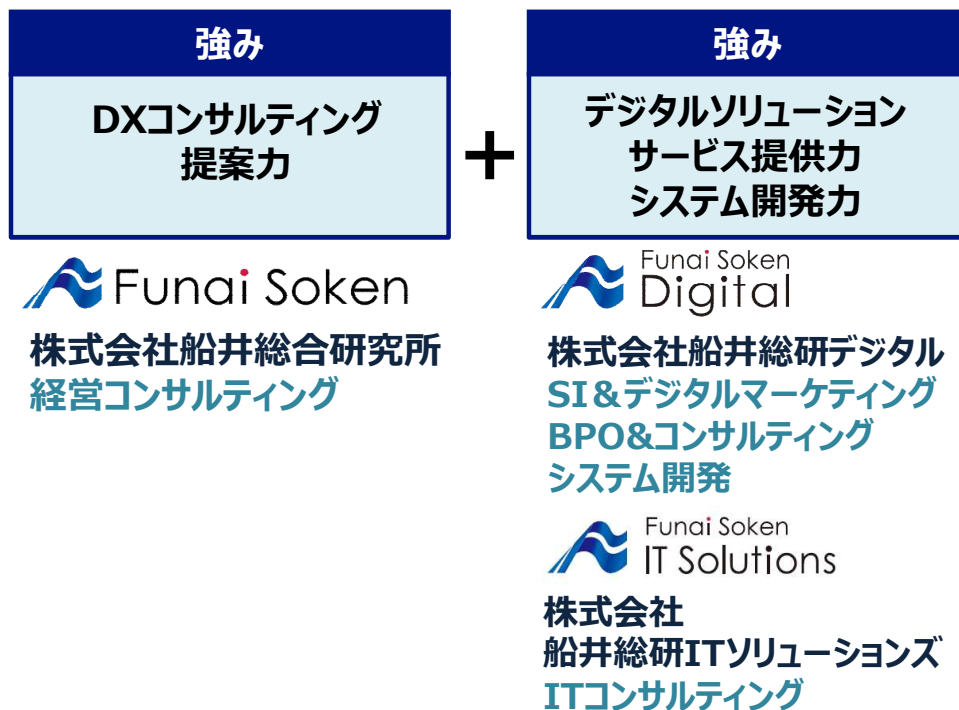 強み
DXコンサルティング
提案力
+
強み
デジタルソリューション
サービス提供力
システム開発力
Funai Soken
株式会社船井総合研究所
経営コンサルティング
Funai Soken
Digital
株式会社船井総研デジタル
SI&デジタルマーケティング
BPO&コンサルティング
システム開発
Funai Soken
IT Solutions
株式会社
船井総研ITソリューションズ
ITコンサルティング